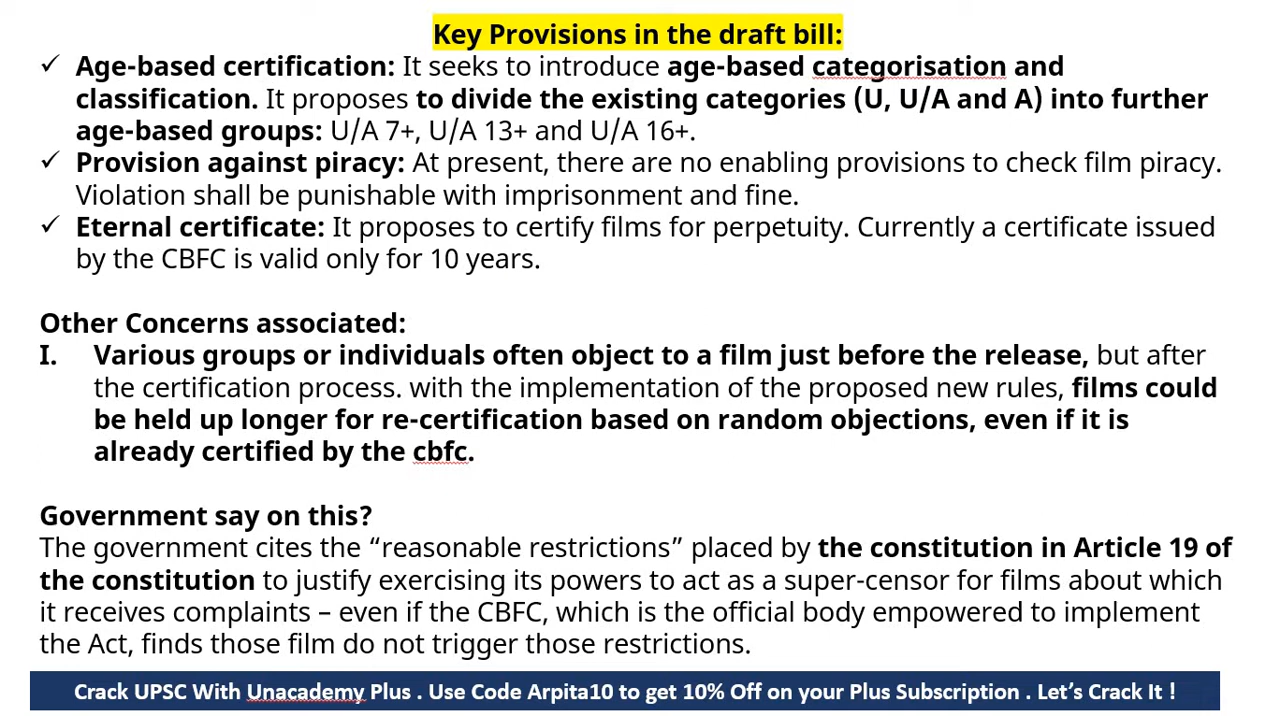 Key Provisions in the draft bill:
✓ Age-based certification: It seeks to introduce age-based categorisation and
classification. It proposes to divide the existing categories (U, U/A and A) into further
age-based groups: U/A 7+, U/A 13+ and U/A 16+.
✓ Provision against piracy: At present, there are no enabling provisions to check film piracy.
Violation shall be punishable with imprisonment and fine.
✓ Eternal certificate: It proposes to certify films for perpetuity. Currently a certificate issued
by the CBFC is valid only for 10 years.
Other Concerns associated:
I. Various groups or individuals often object to a film just before the release, but after
the certification process. with the implementation of the proposed new rules, films could
be held up longer for re-certification based on random objections, even if it is
already certified by the cbfc.
Government say on this?
The government cites the “reasonable restrictions” placed by the constitution in Article 19 of
the constitution to justify exercising its powers to act as a super-censor for films about which
it receives complaints – even if the CBFC, which is the official body empowered to implement
the Act, finds those film do not trigger those restrictions.
Crack UPSC With Unacademy Plus . Use Code Arpita10 to get 10% Off on your Plus Subscription . Let’s Crack It !